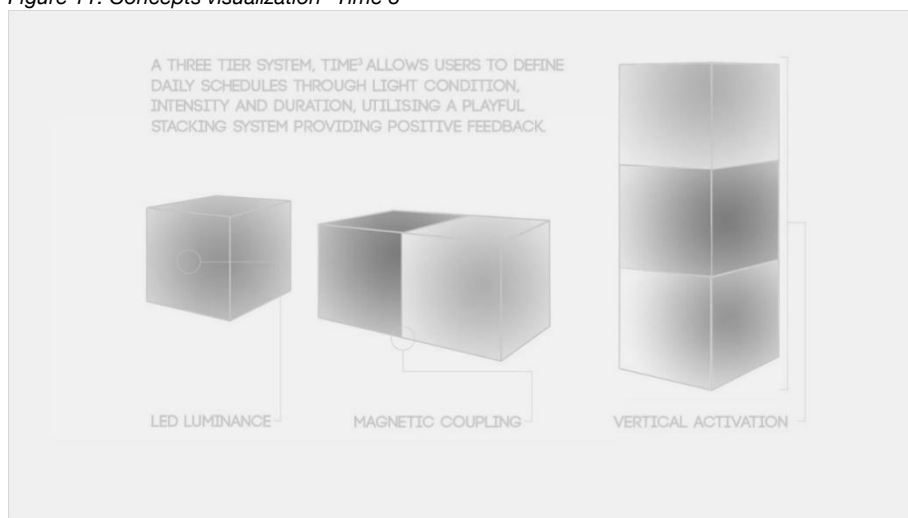 Figure 11: Concepts visualization "Time 3"
A THREE TIER SYSTEM, TIME³ ALLOWS USERS TO DEFINE
DAILY SCHEDULES THROUGH LIGHT CONDITION,
INTENSITY AND DURATION, UTILISING A PLAYFUL
STACKING SYSTEM PROVIDING POSITIVE FEEDBACK.
LED LUMINANCE
MAGNETIC COUPLING
VERTICAL ACTIVATION